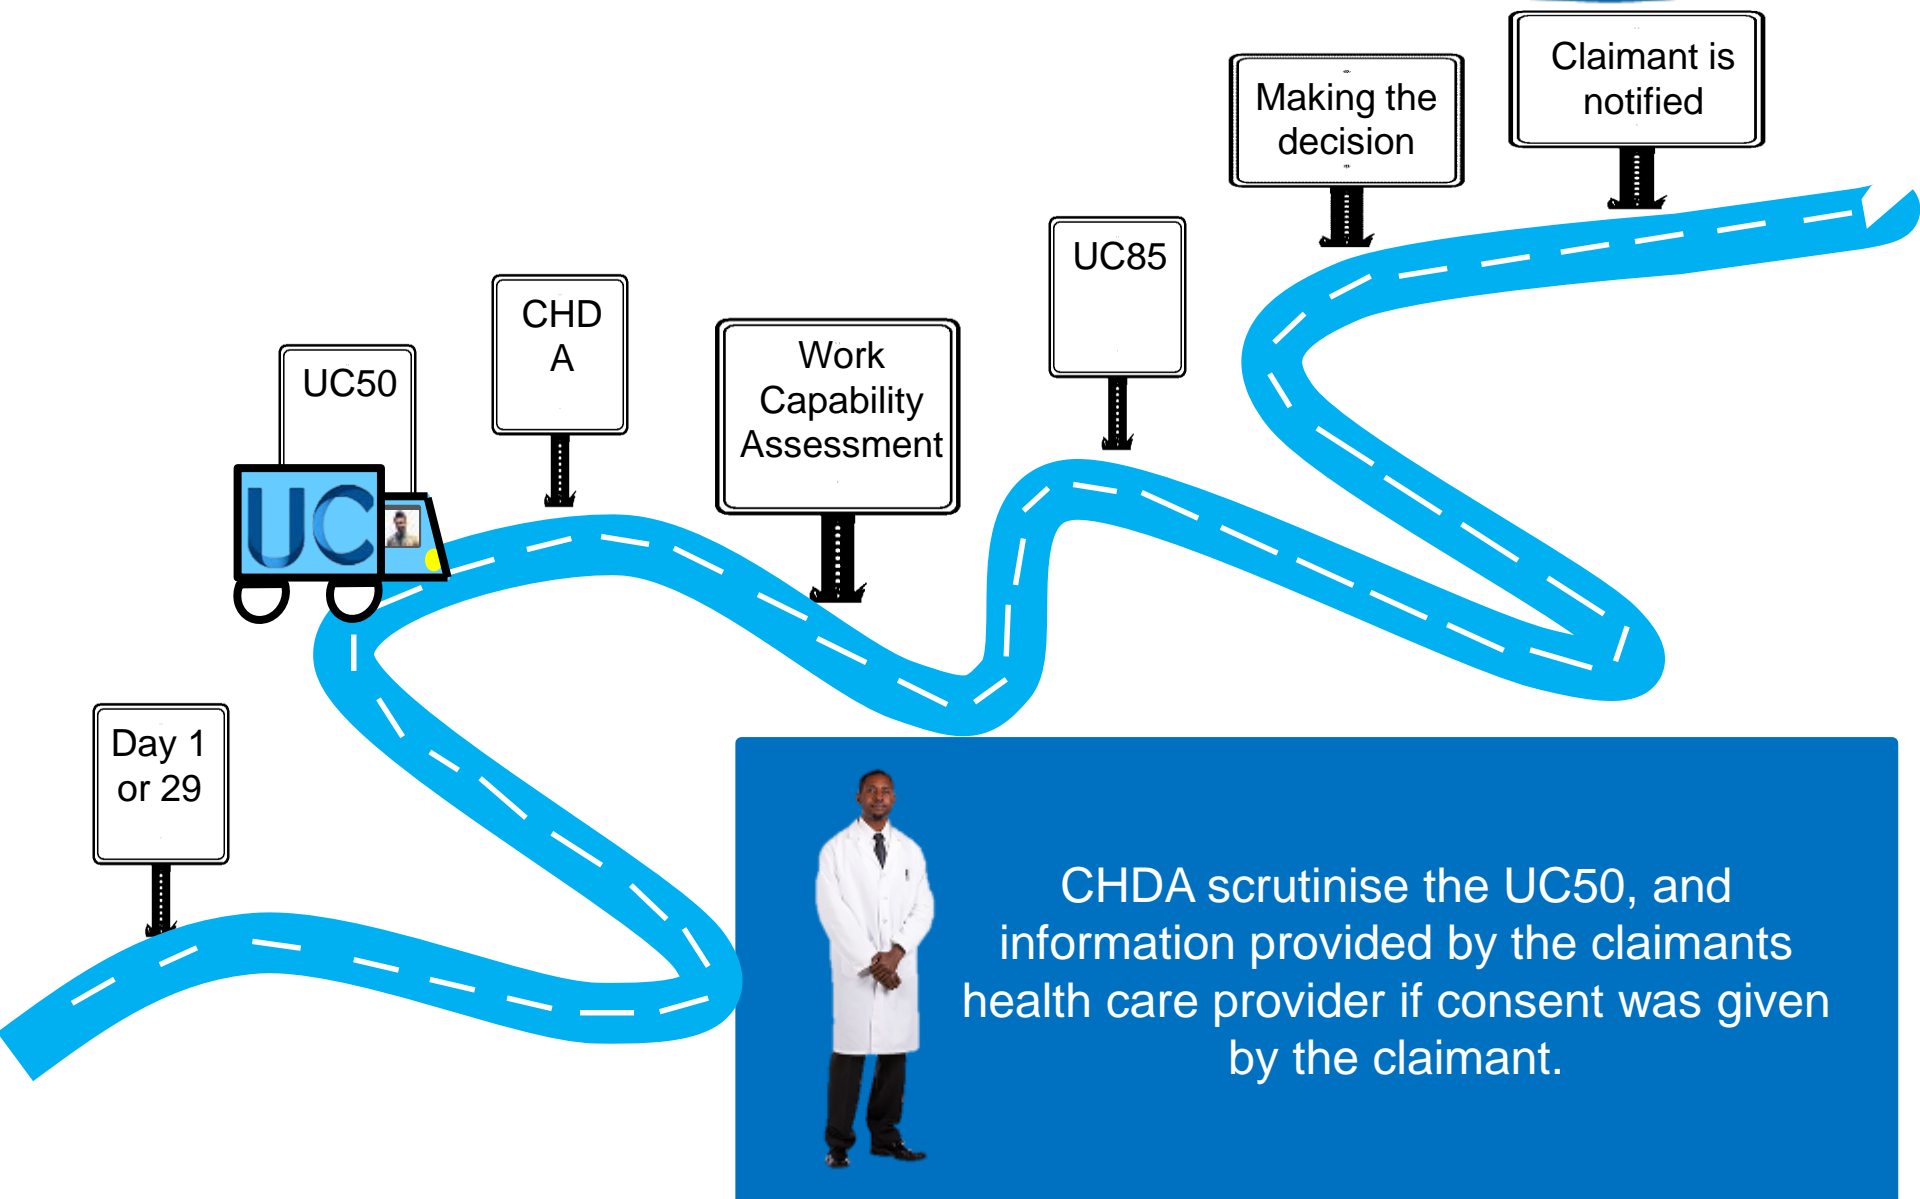 Claimant is
notified
Making the
decision
UC85
CHD
A
Work
Capability
Assessment
UC50
UC
Day 1
or 29
CHDA scrutinise the UC50, and
information provided by the claimants
health care provider if consent was given
by the claimant.